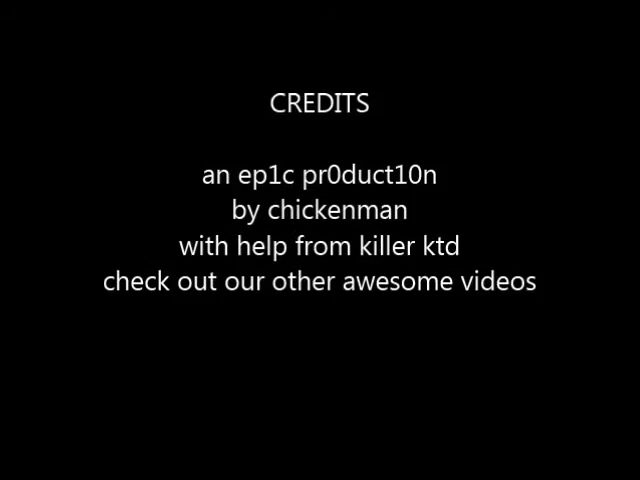 CREDITS
an ep1c pr0duct10n
by chickenman
with help from killer ktd
check out our other awesome videos